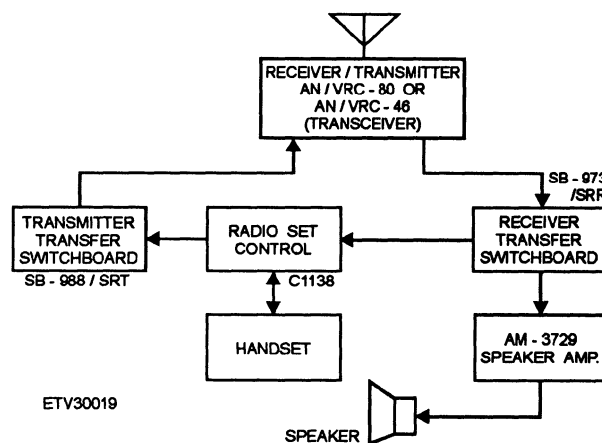 RECEIVER / TRANSMITTER
AN / VRC - 80 OR
AN / VRC - 46
(TRANSCEIVER)
SB - 973
/SRR
TRANSMITTER
TRANSFER
SWITCHBOARD
SB - 988 / SRT
RADIO SET
CONTROL
C1138
RECEIVER
TRANSFER
SWITCHBOARD
HANDSET
AM - 3729
SPEAKER AMP.
ETV30019
SPEAKER